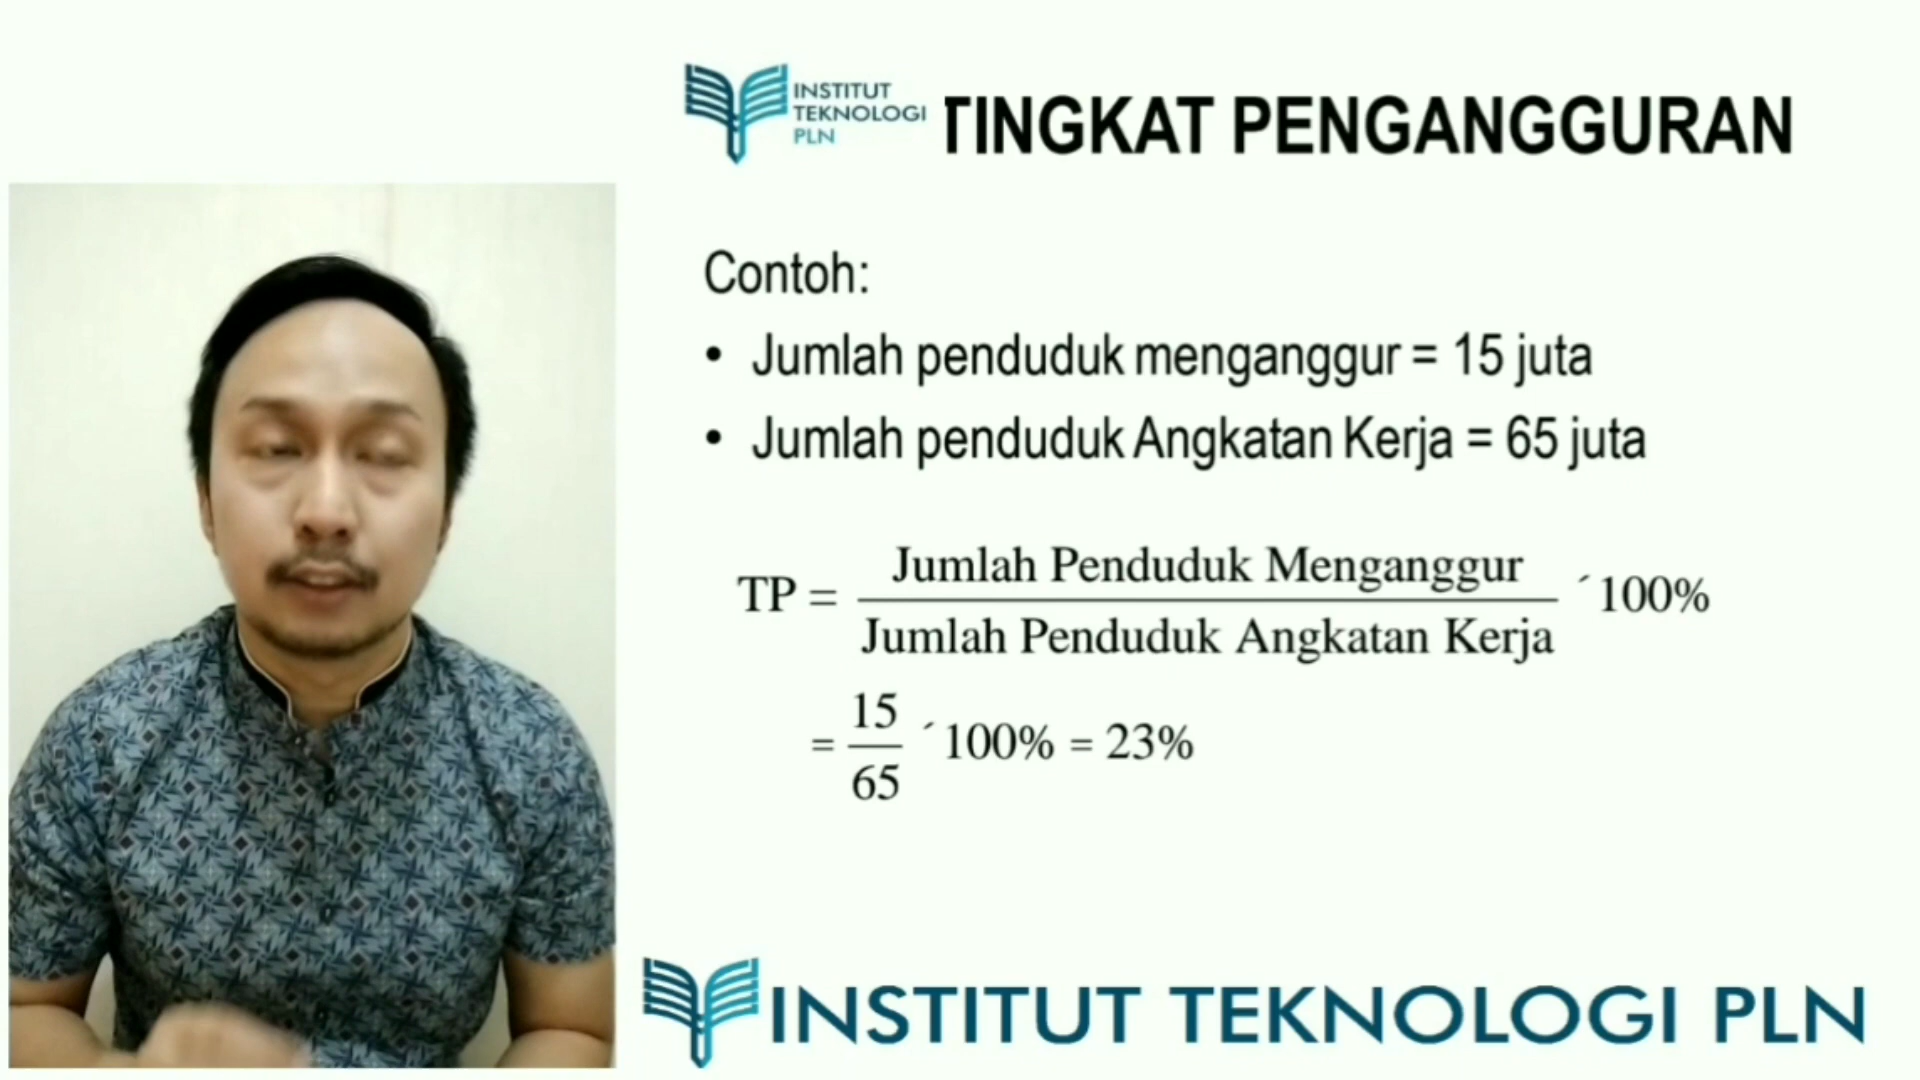 INSTITUT
TEKNOLOGI
PLN
TINGKAT PENGANGGURAN
Contoh:
• Jumlah penduduk menganggur = 15 juta
• Jumlah penduduk Angkatan Kerja = 65 juta
TP = Jumlah Penduduk Menganggur / Jumlah Penduduk Angkatan Kerja ´ 100%
= 15 / 65 ´ 100% = 23%
INSTITUT TEKNOLOGI PLN